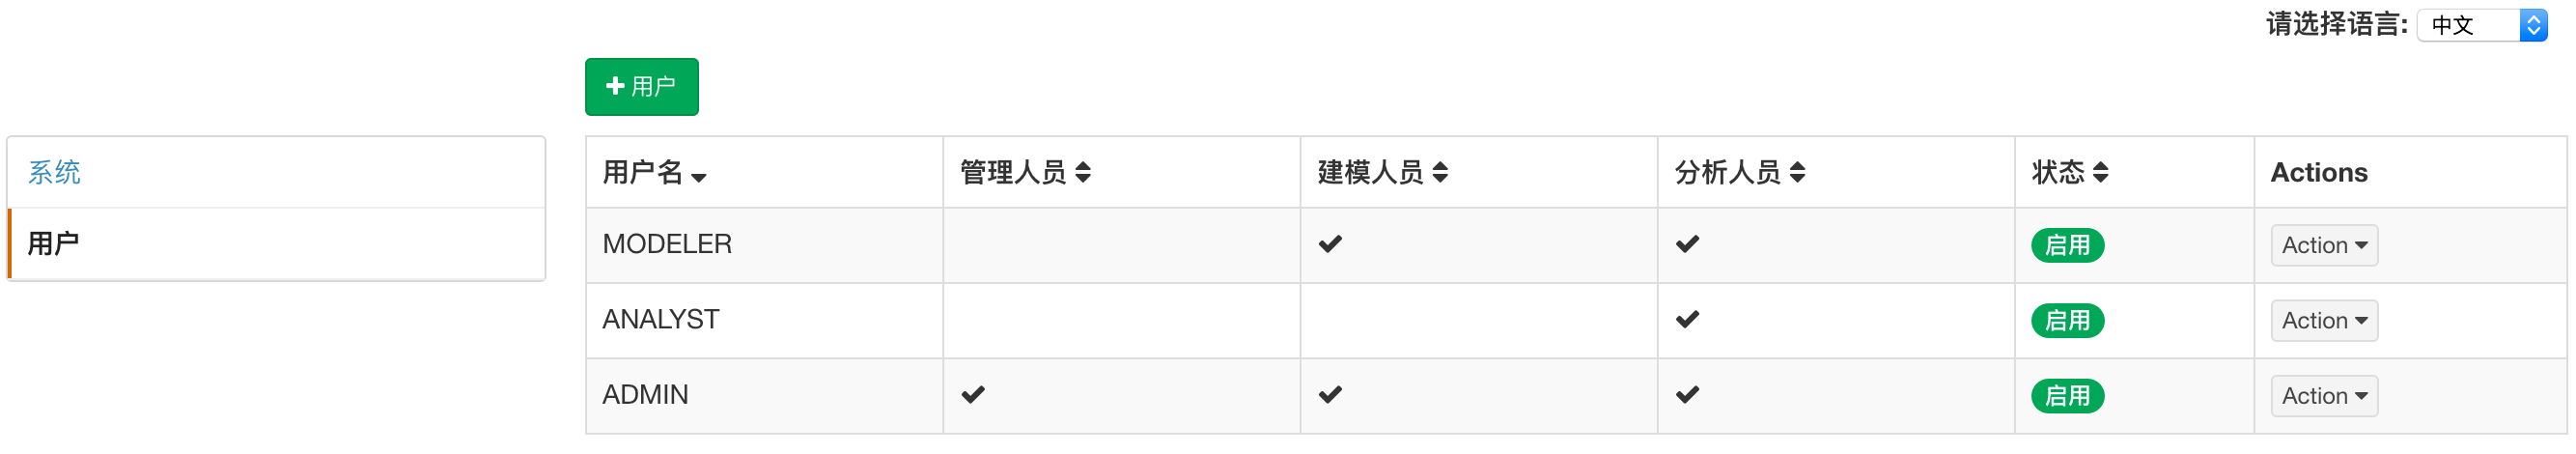 请选择语言: 中文
用户
系统
用户
用户名 管理人员 建模人员 分析人员 状态 Actions
MODELER 启用 Action
ANALYST 启用 Action
ADMIN 启用 Action